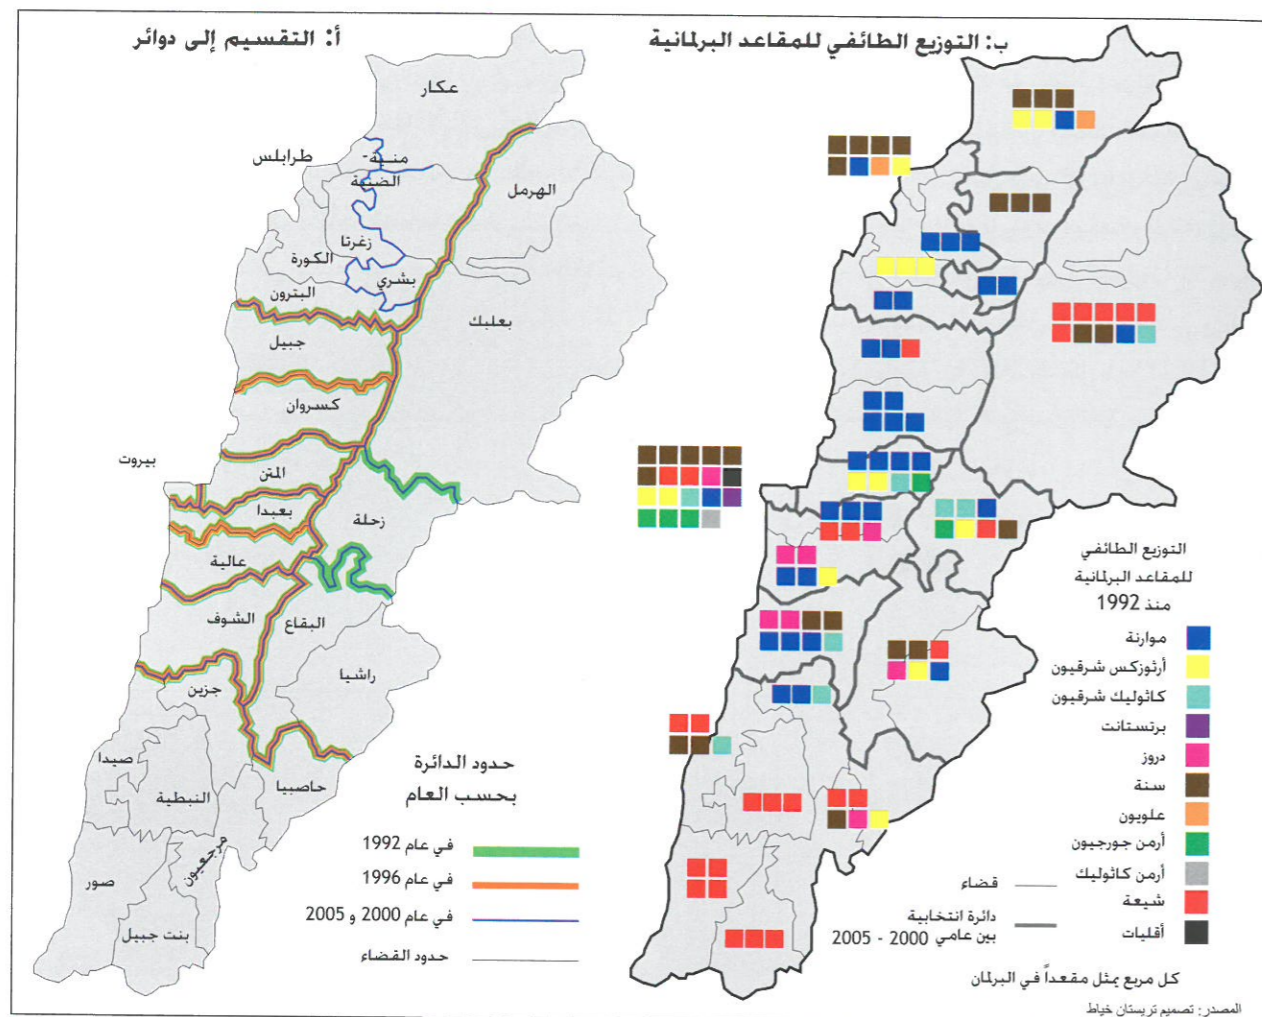 أ: التقسيم إلى دوائر
عكار
طرابلس
منية-
الضنية
الهرمل
زغرتا
الكورة
بشري
البترون
بعلبك
جبيل
كسروان
بيروت
المتن
بعبدا
زحلة
عالية
الشوف
البقاع
راشيا
جزين
صيدا
النبطية
حاصبيا
مرجعيون
صور
بنت جبيل
حدود الدائرة
بحسب العام
في عام 1992
في عام 1996
في عام 2000 و 2005
حدود القضاء
ب: التوزيع الطائفي للمقاعد البرلمانية
التوزيع الطائفي
للمقاعد البرلمانية
منذ 1992
موارنة
أرثوزكس شرقيون
كاثوليك شرقيون
برتستانت
دروز
سنة
علويون
أرمن جورجيون
أرمن كاثوليك
شيعة
أقليات
قضاء
دائرة انتخابية
بين عامي 2000 - 2005
كل مربع يمثل مقعداً في البرلمان
المصدر: تصميم تريستان خياط